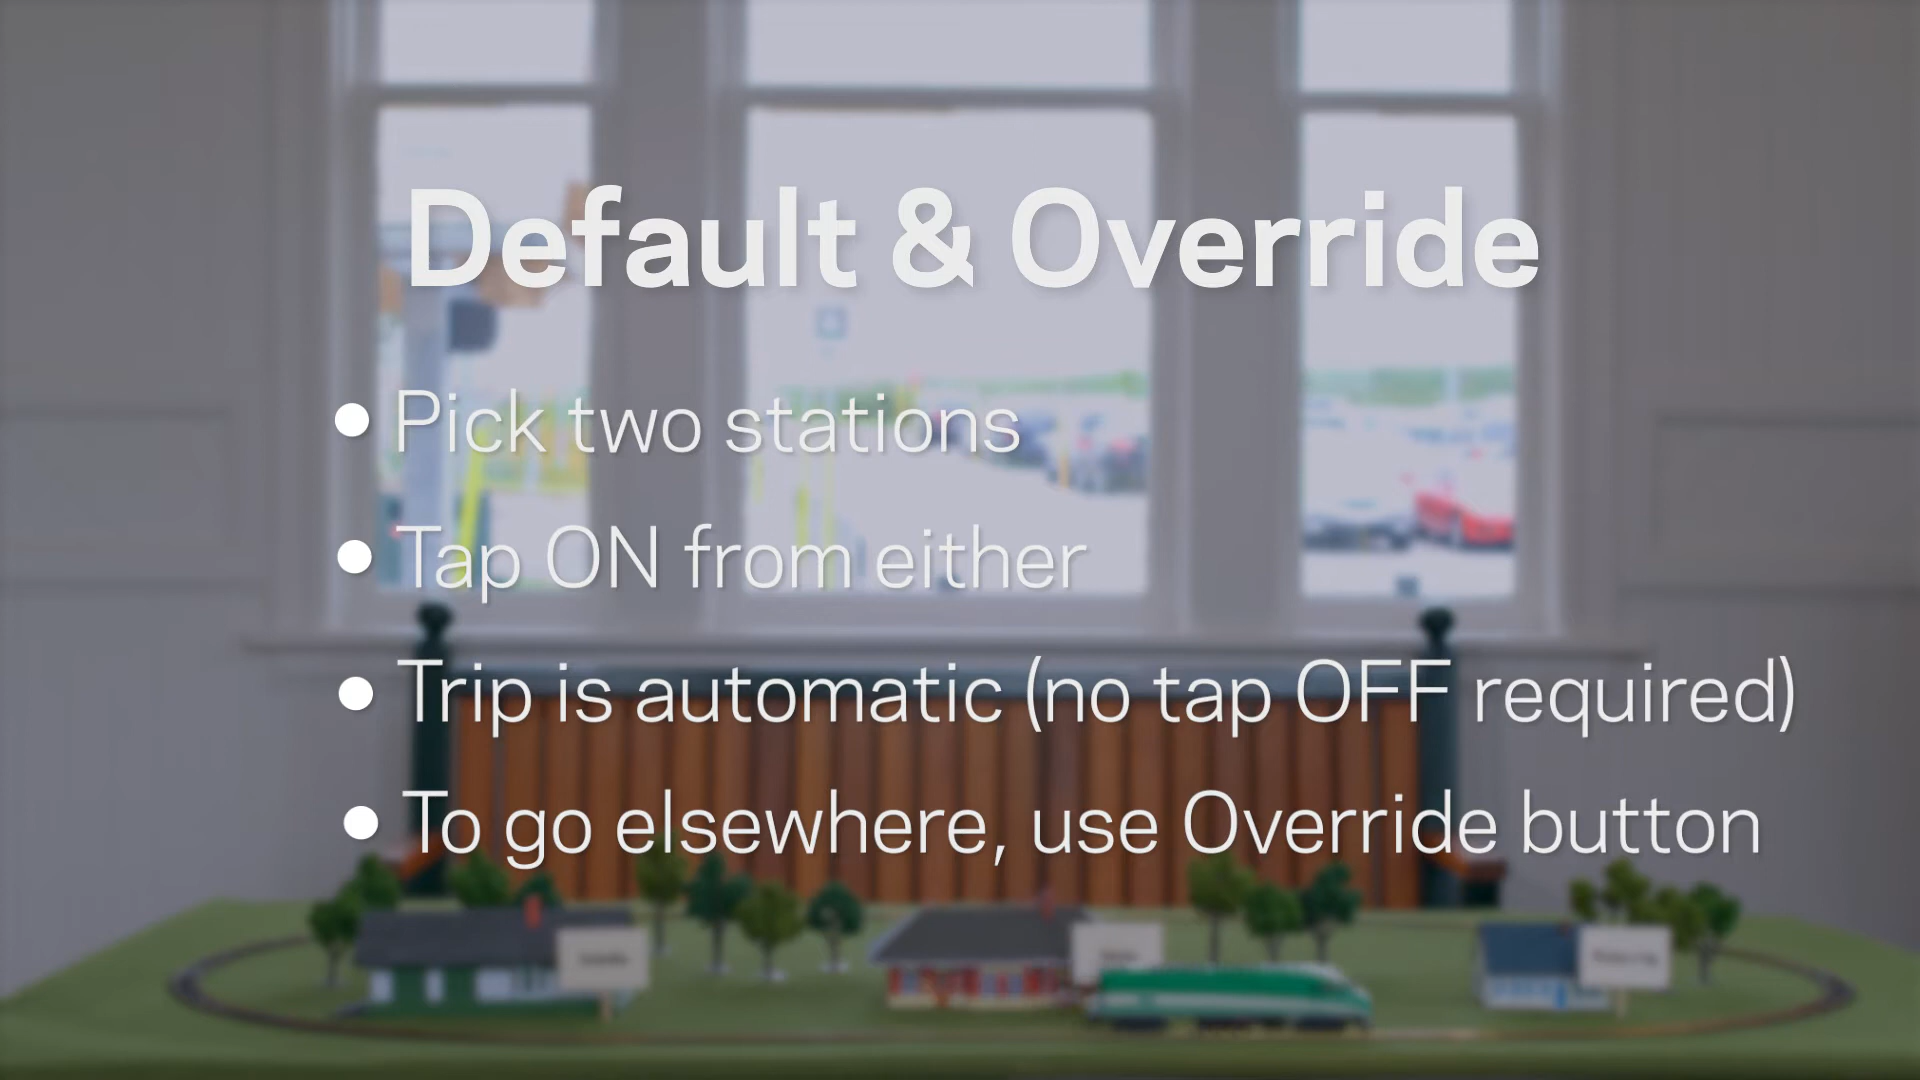 Default & Override
• Pick two stations
• Tap ON from either
• Trip is automatic (no tap OFF required)
• To go elsewhere, use Override button